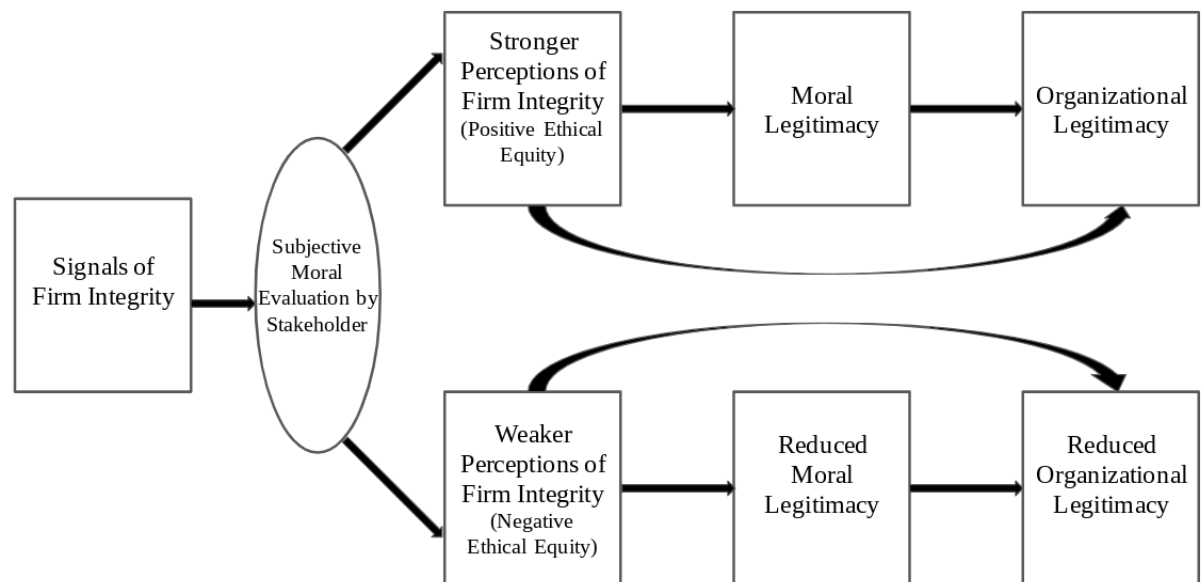 Signals of
Firm Integrity
Subjective
Moral
Evaluation by
Stakeholder
Stronger
Perceptions of
Firm Integrity
(Positive Ethical
Equity)
Moral
Legitimacy
Organizational
Legitimacy
Weaker
Perceptions of
Firm Integrity
(Negative
Ethical Equity)
Reduced
Moral
Legitimacy
Reduced
Organizational
Legitimacy